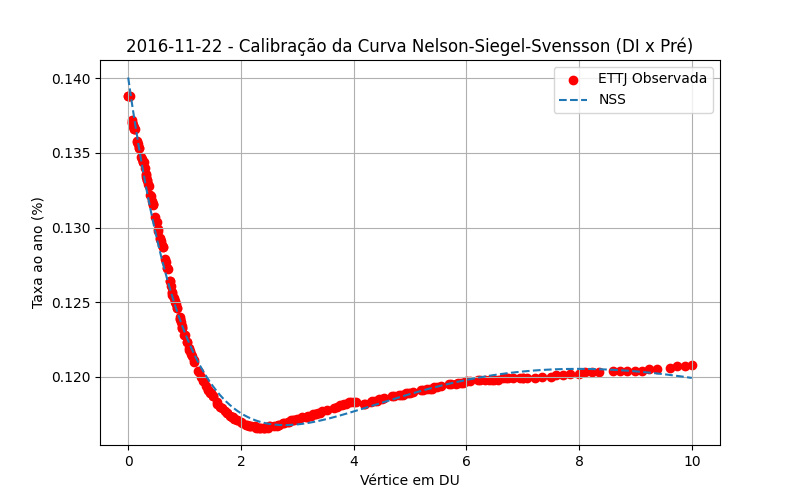 2016-11-22 - Calibração da Curva Nelson-Siegel-Svensson (DI x Pré)
ETTJ Observada
NSS
Taxa ao ano (%)
0.140
0.135
0.130
0.125
0.120
0 2 4 6 8 10
Vértice em DU